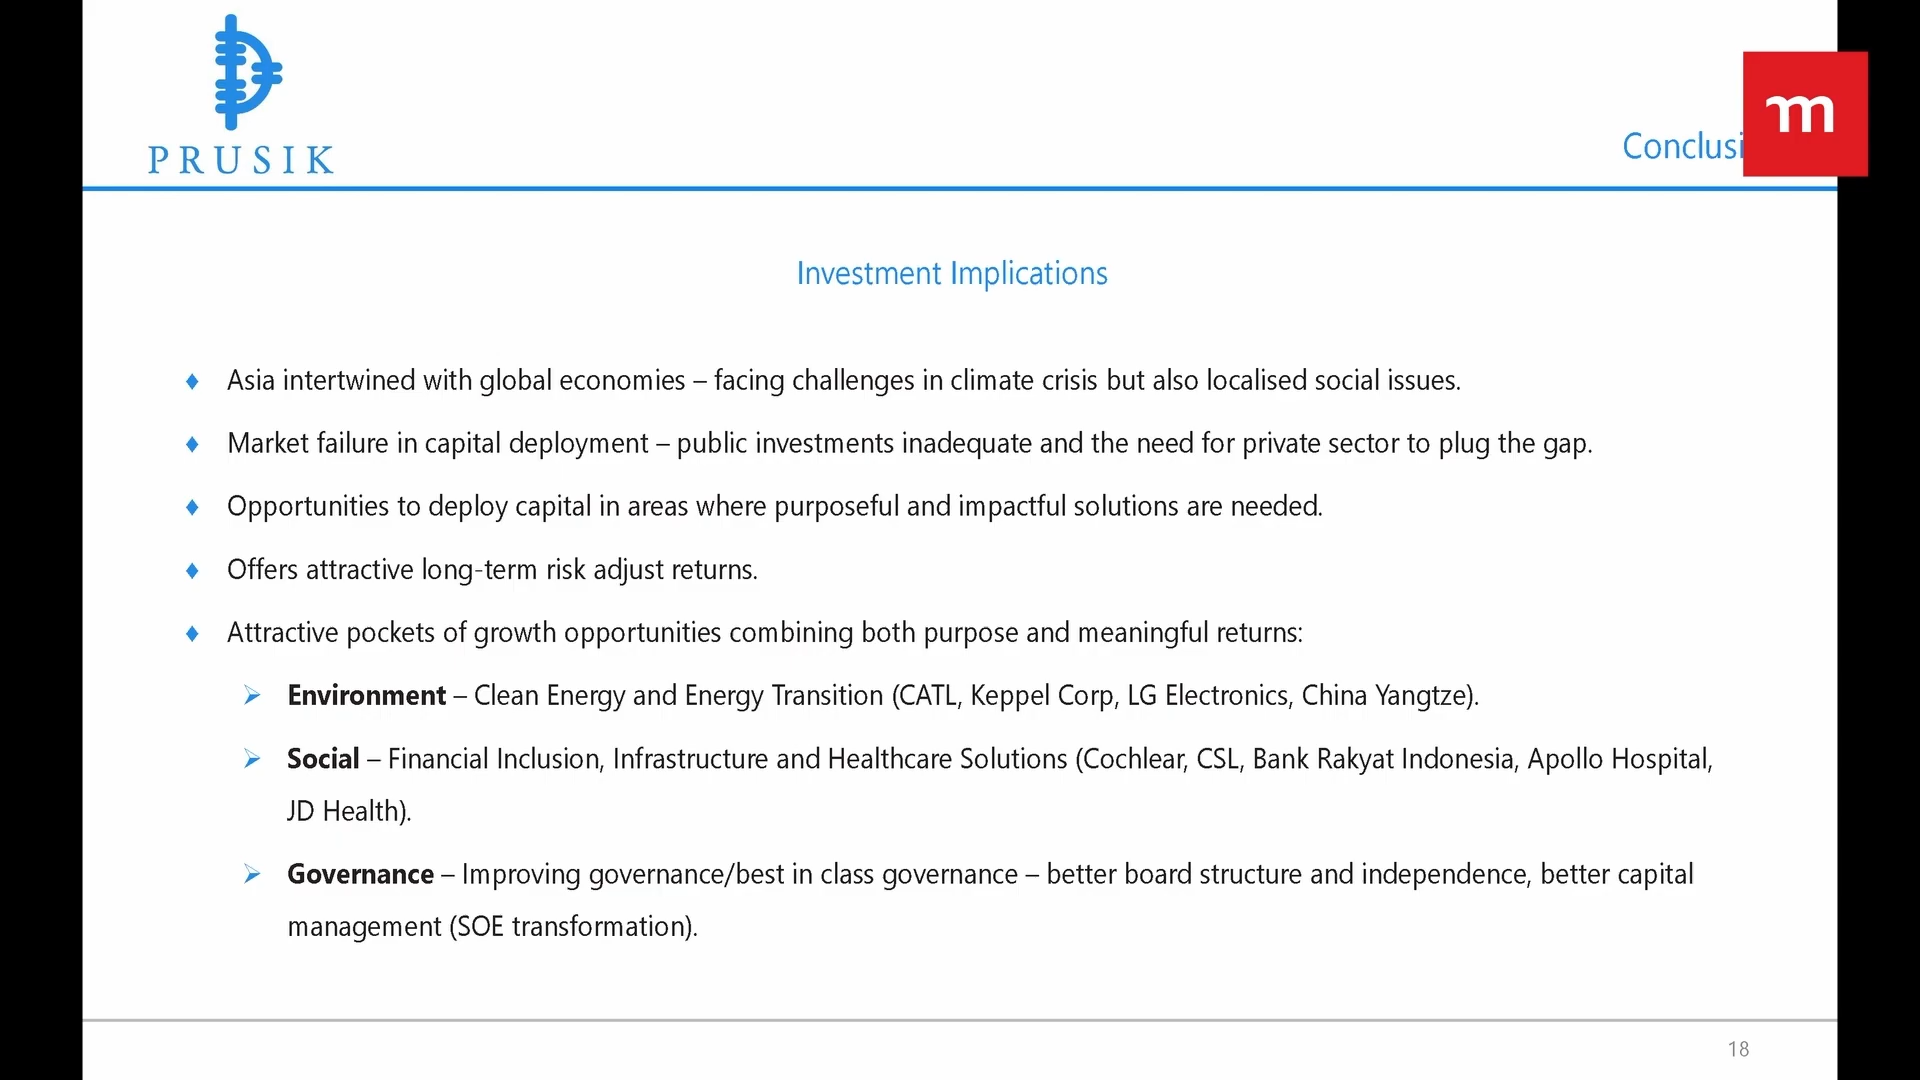 PRUSIK
m
Conclusi
Investment Implications
♦ Asia intertwined with global economies – facing challenges in climate crisis but also localised social issues.
♦ Market failure in capital deployment – public investments inadequate and the need for private sector to plug the gap.
♦ Opportunities to deploy capital in areas where purposeful and impactful solutions are needed.
♦ Offers attractive long-term risk adjust returns.
♦ Attractive pockets of growth opportunities combining both purpose and meaningful returns:
➢ Environment – Clean Energy and Energy Transition (CATL, Keppel Corp, LG Electronics, China Yangtze).
➢ Social – Financial Inclusion, Infrastructure and Healthcare Solutions (Cochlear, CSL, Bank Rakyat Indonesia, Apollo Hospital,
JD Health).
➢ Governance – Improving governance/best in class governance – better board structure and independence, better capital
management (SOE transformation).
18